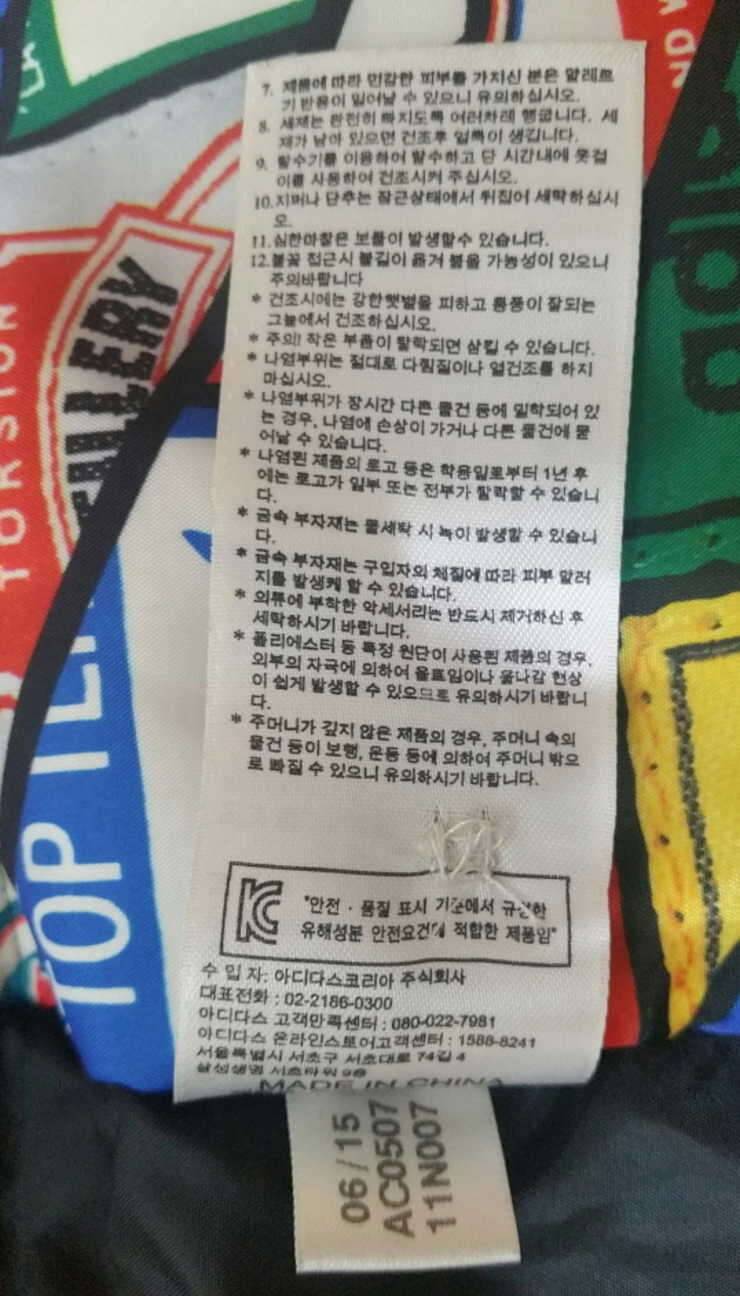 7. 제품에 따라 민감한 피부를 가지신 분은 알레르
기 반응이 일어날 수 있으니 유의하십시오.
8. 세제는 완전히 빠지도록 여러차례 헹굽니다. 세
제가 남아 있으면 건조후 얼룩이 생깁니다.
9. 탈수기를 이용하여 탈수하고 단 시간내에 옷걸
이를 사용하여 건조시켜 주십시오.
10.지퍼나 단추는 잠근상태에서 뒤집어 세탁하십시
오.
11.심한마찰은 보풀이 발생할수 있습니다.
12.불꽃 접근시 불길이 옮겨 붙을 가능성이 있으니
주의바랍니다
* 건조시에는 강한햇볕을 피하고 통풍이 잘되는
그늘에서 건조하십시오.
* 주의! 작은 부품이 탈락되면 삼킬 수 있습니다.
* 나염부위는 절대로 다림질이나 열건조를 하지
마십시오.
* 나염부위가 장시간 다른 물건 등에 밀착되어 있
는 경우, 나염에 손상이 가거나 다른 물건에 묻
어날 수 있습니다.
* 나염된 제품의 로고 등은 착용일로부터 1년 후
에는 로고가 일부 또는 전부가 탈락할 수 있습니
다.
* 금속 부자재는 물세탁 시 녹이 발생할 수 있습니
다.
* 금속 부자재는 구입자의 체질에 따라 피부 알러
지를 발생케 할 수 있습니다.
* 의류에 부착한 악세서리는 반드시 제거하신 후
세탁하시기 바랍니다.
* 폴리에스터 등 특정 원단이 사용된 제품의 경우,
외부의 자극에 의하여 올트임이나 올나감 현상
이 쉽게 발생할 수 있으므로 유의하시기 바랍니
다.
* 주머니가 깊지 않은 제품의 경우, 주머니 속의
물건 등이 보행, 운동 등에 의하여 주머니 밖으
로 빠질 수 있으니 유의하시기 바랍니다.
"안전 · 품질 표시 기준에서 규정한
유해성분 안전요건에 적합한 제품임"
수 입 자: 아디다스코리아 주식회사
대표전화 : 02-2186-0300
아디다스 고객만족센터 : 080-022-7981
아디다스 온라인스토어고객센터 : 1588-8241
서울특별시 서초구 서초대로 74길 4
삼성생명 서초타워
MADE IN CHINA
06/15
AC0507
11N007
TORSION
GALLERY
TOP